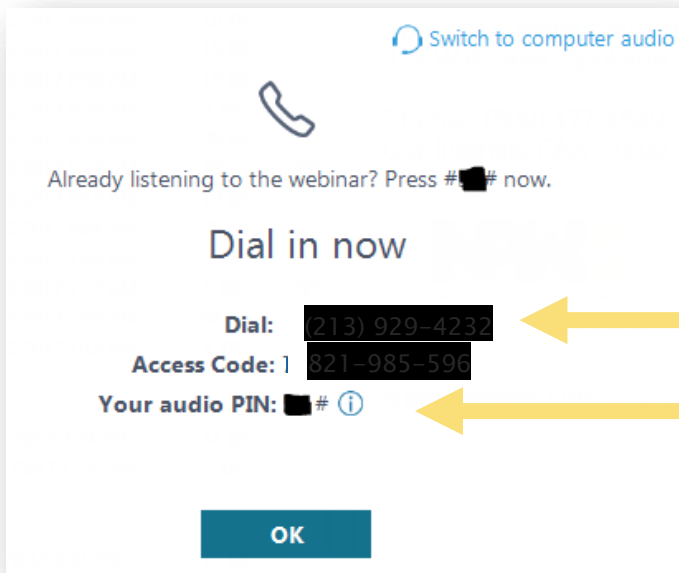 Switch to computer audio
Already listening to the webinar? Press # # now.
Dial in now
Dial: (213) 929-4232
Access Code: 821-985-596
Your audio PIN: #
OK